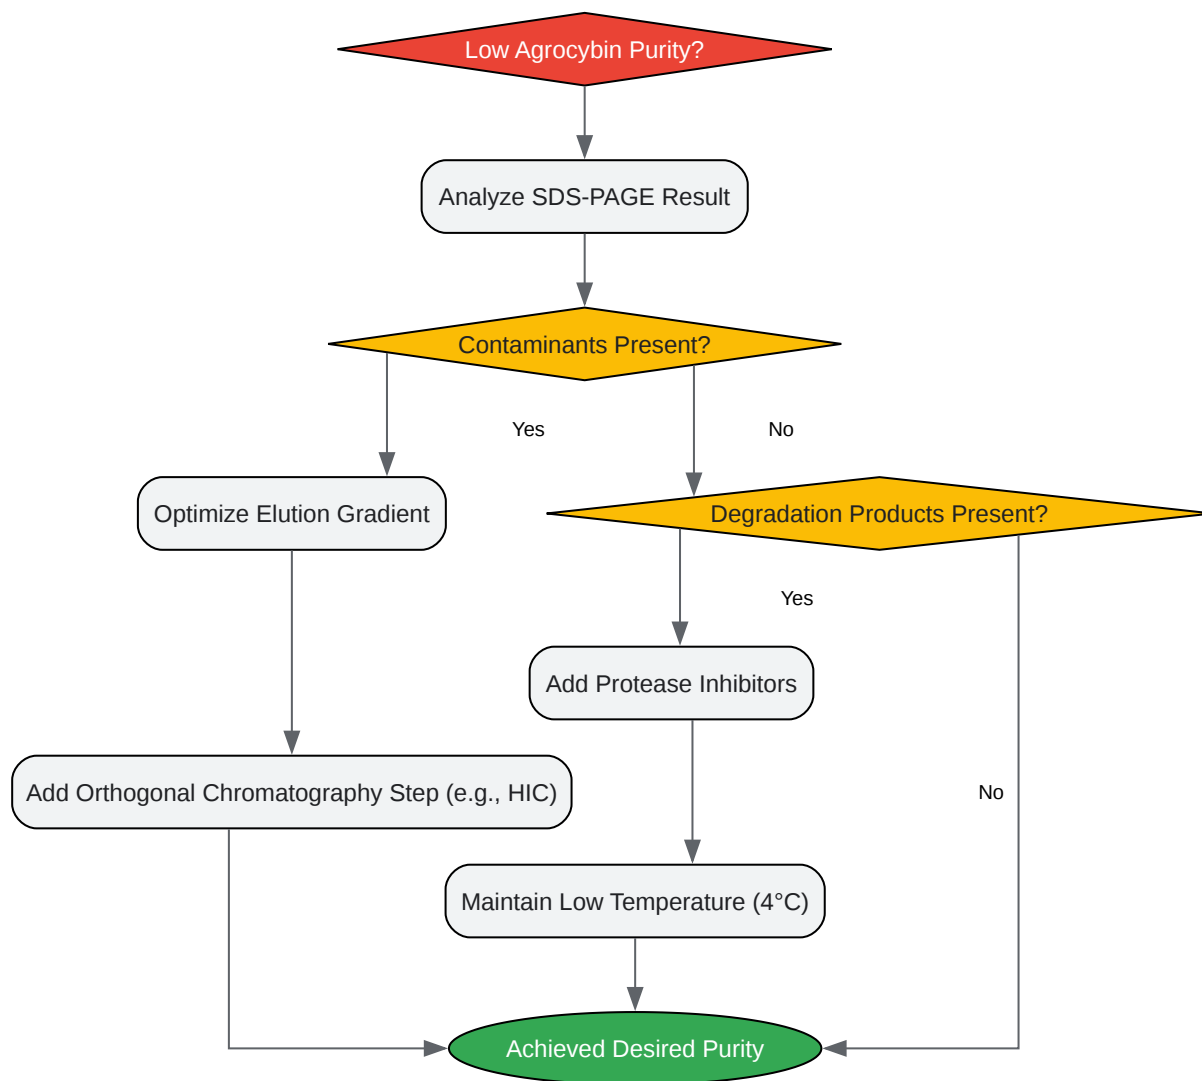 Low Agrocybin Purity?
Analyze SDS-PAGE Result
Contaminants Present?
Yes
No
Optimize Elution Gradient
Degradation Products Present?
Yes
Add Protease Inhibitors
Add Orthogonal Chromatography Step (e.g., HIC)
No
Maintain Low Temperature (4°C)
Achieved Desired Purity